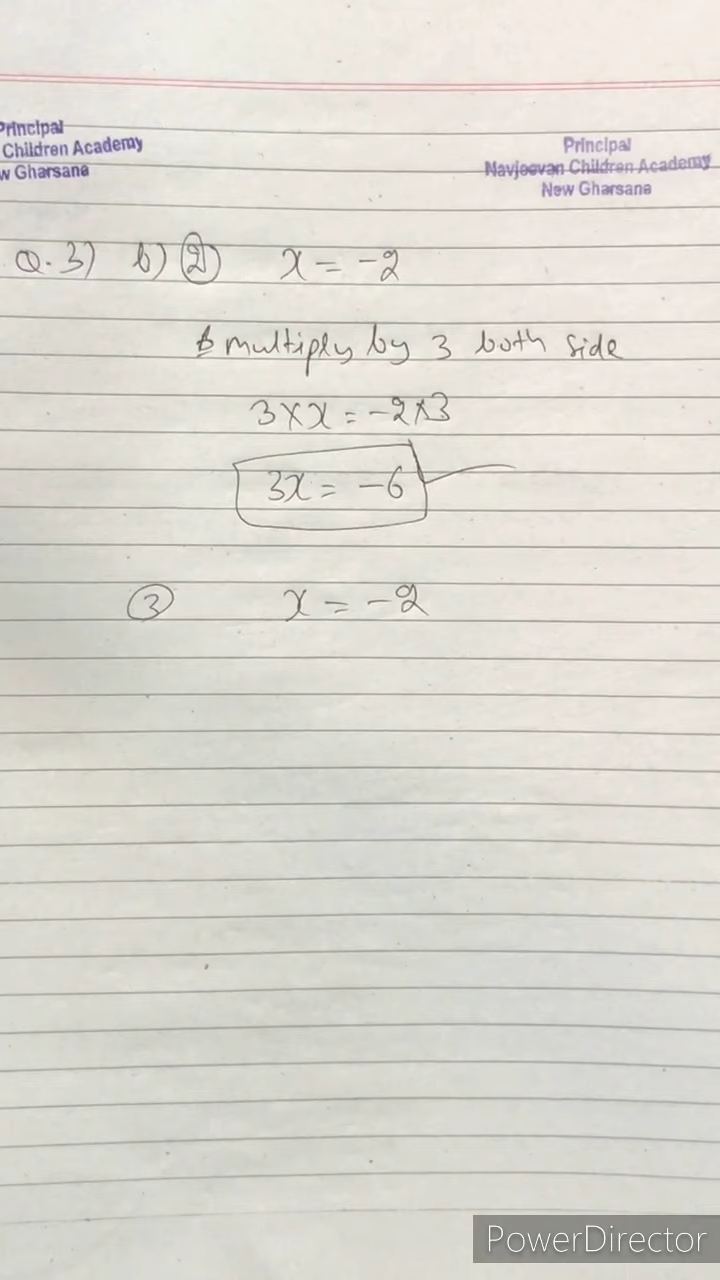 Principal
Children Academy
w Gharsana
Principal
Navjeevan Children Academy
New Gharsana
Q.3) b) (2) x = -2
multiply by 3 both side
3×x = -2×3
3x = -6
(3) x = -2
PowerDirector